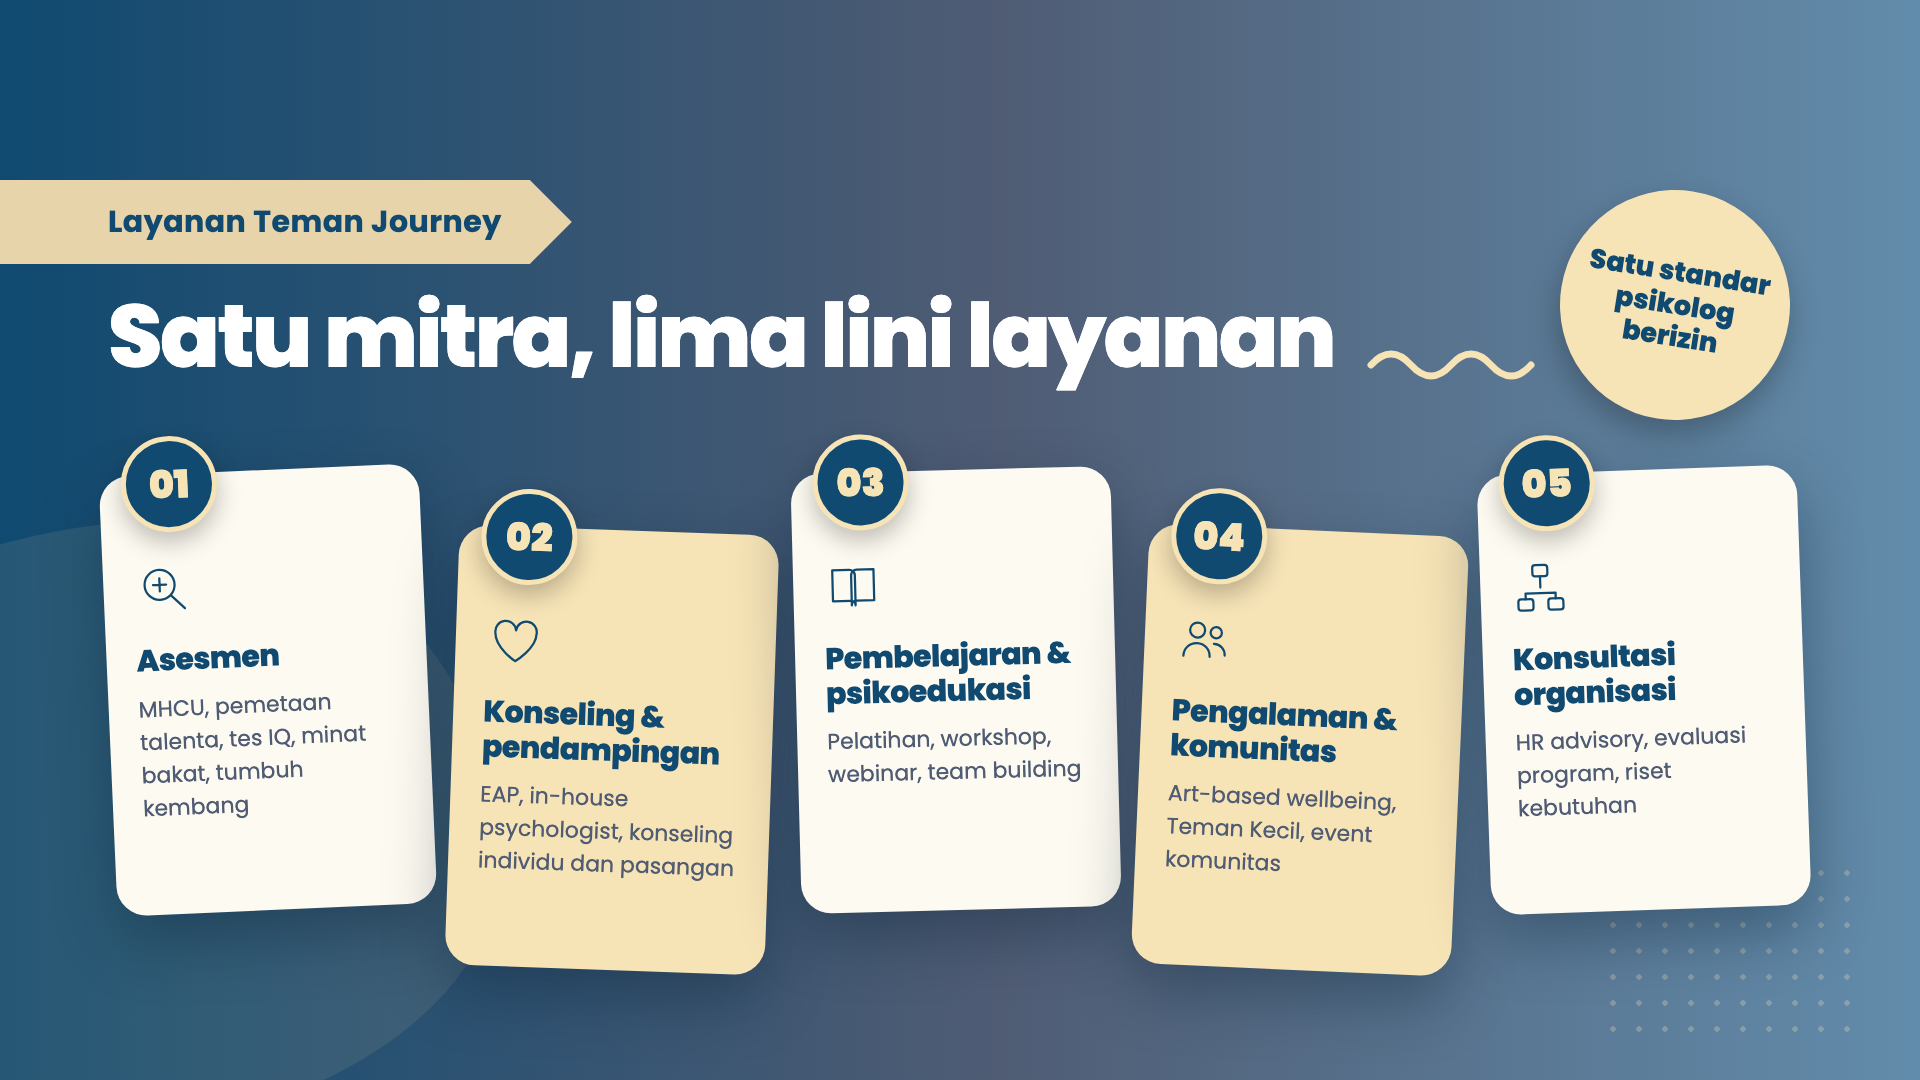 Layanan Teman Journey
Satu mitra, lima lini layanan
Satu standar
psikolog
berizin
01
Asesmen
MHCU, pemetaan
talenta, tes IQ, minat
bakat, tumbuh
kembang
02
Konseling &
pendampingan
EAP, in-house
psychologist, konseling
individu dan pasangan
03
Pembelajaran &
psikoedukasi
Pelatihan, workshop,
webinar, team building
04
Pengalaman &
komunitas
Art-based wellbeing,
Teman Kecil, event
komunitas
05
Konsultasi
organisasi
HR advisory, evaluasi
program, riset
kebutuhan